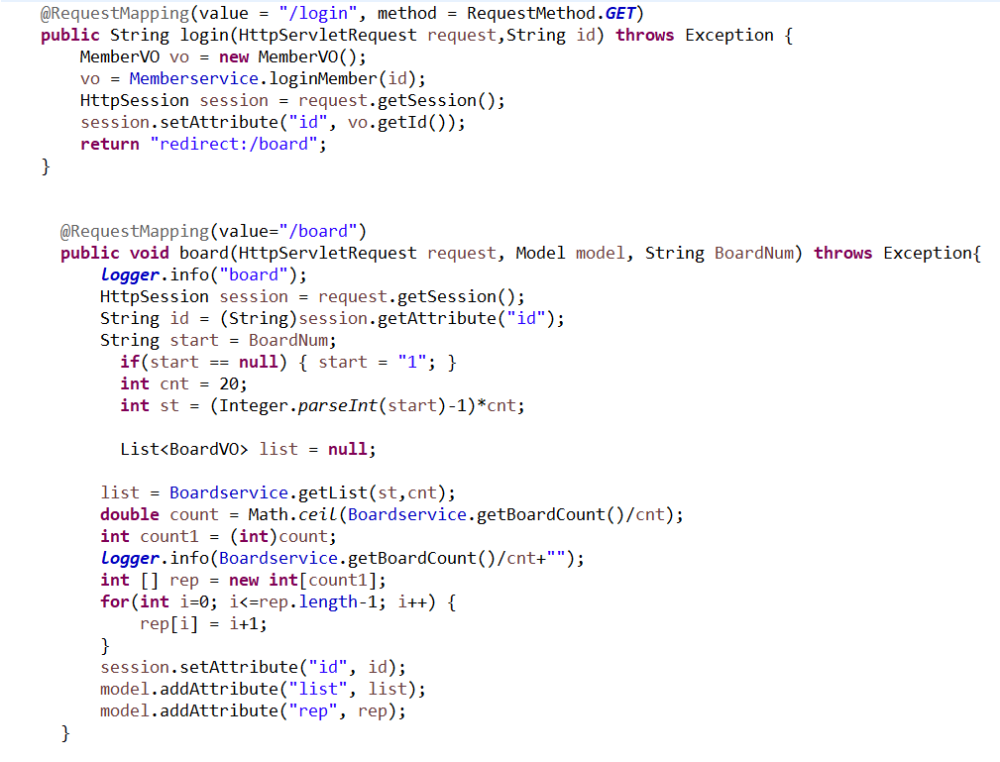 @RequestMapping(value = "/login", method = RequestMethod.GET)
public String login(HttpServletRequest request,String id) throws Exception {
MemberVO vo = new MemberVO();
vo = Memberservice.loginMember(id);
HttpSession session = request.getSession();
session.setAttribute("id", vo.getId());
return "redirect:/board";
}
@RequestMapping(value="/board")
public void board(HttpServletRequest request, Model model, String BoardNum) throws Exception{
logger.info("board");
HttpSession session = request.getSession();
String id = (String)session.getAttribute("id");
String start = BoardNum;
if(start == null) { start = "1"; }
int cnt = 20;
int st = (Integer.parseInt(start)-1)*cnt;
List<BoardVO> list = null;
list = Boardservice.getList(st,cnt);
double count = Math.ceil(Boardservice.getBoardCount()/cnt);
int count1 = (int)count;
logger.info(Boardservice.getBoardCount()/cnt+"");
int [] rep = new int[count1];
for(int i=0; i<=rep.length-1; i++) {
rep[i] = i+1;
}
session.setAttribute("id", id);
model.addAttribute("list", list);
model.addAttribute("rep", rep);
}